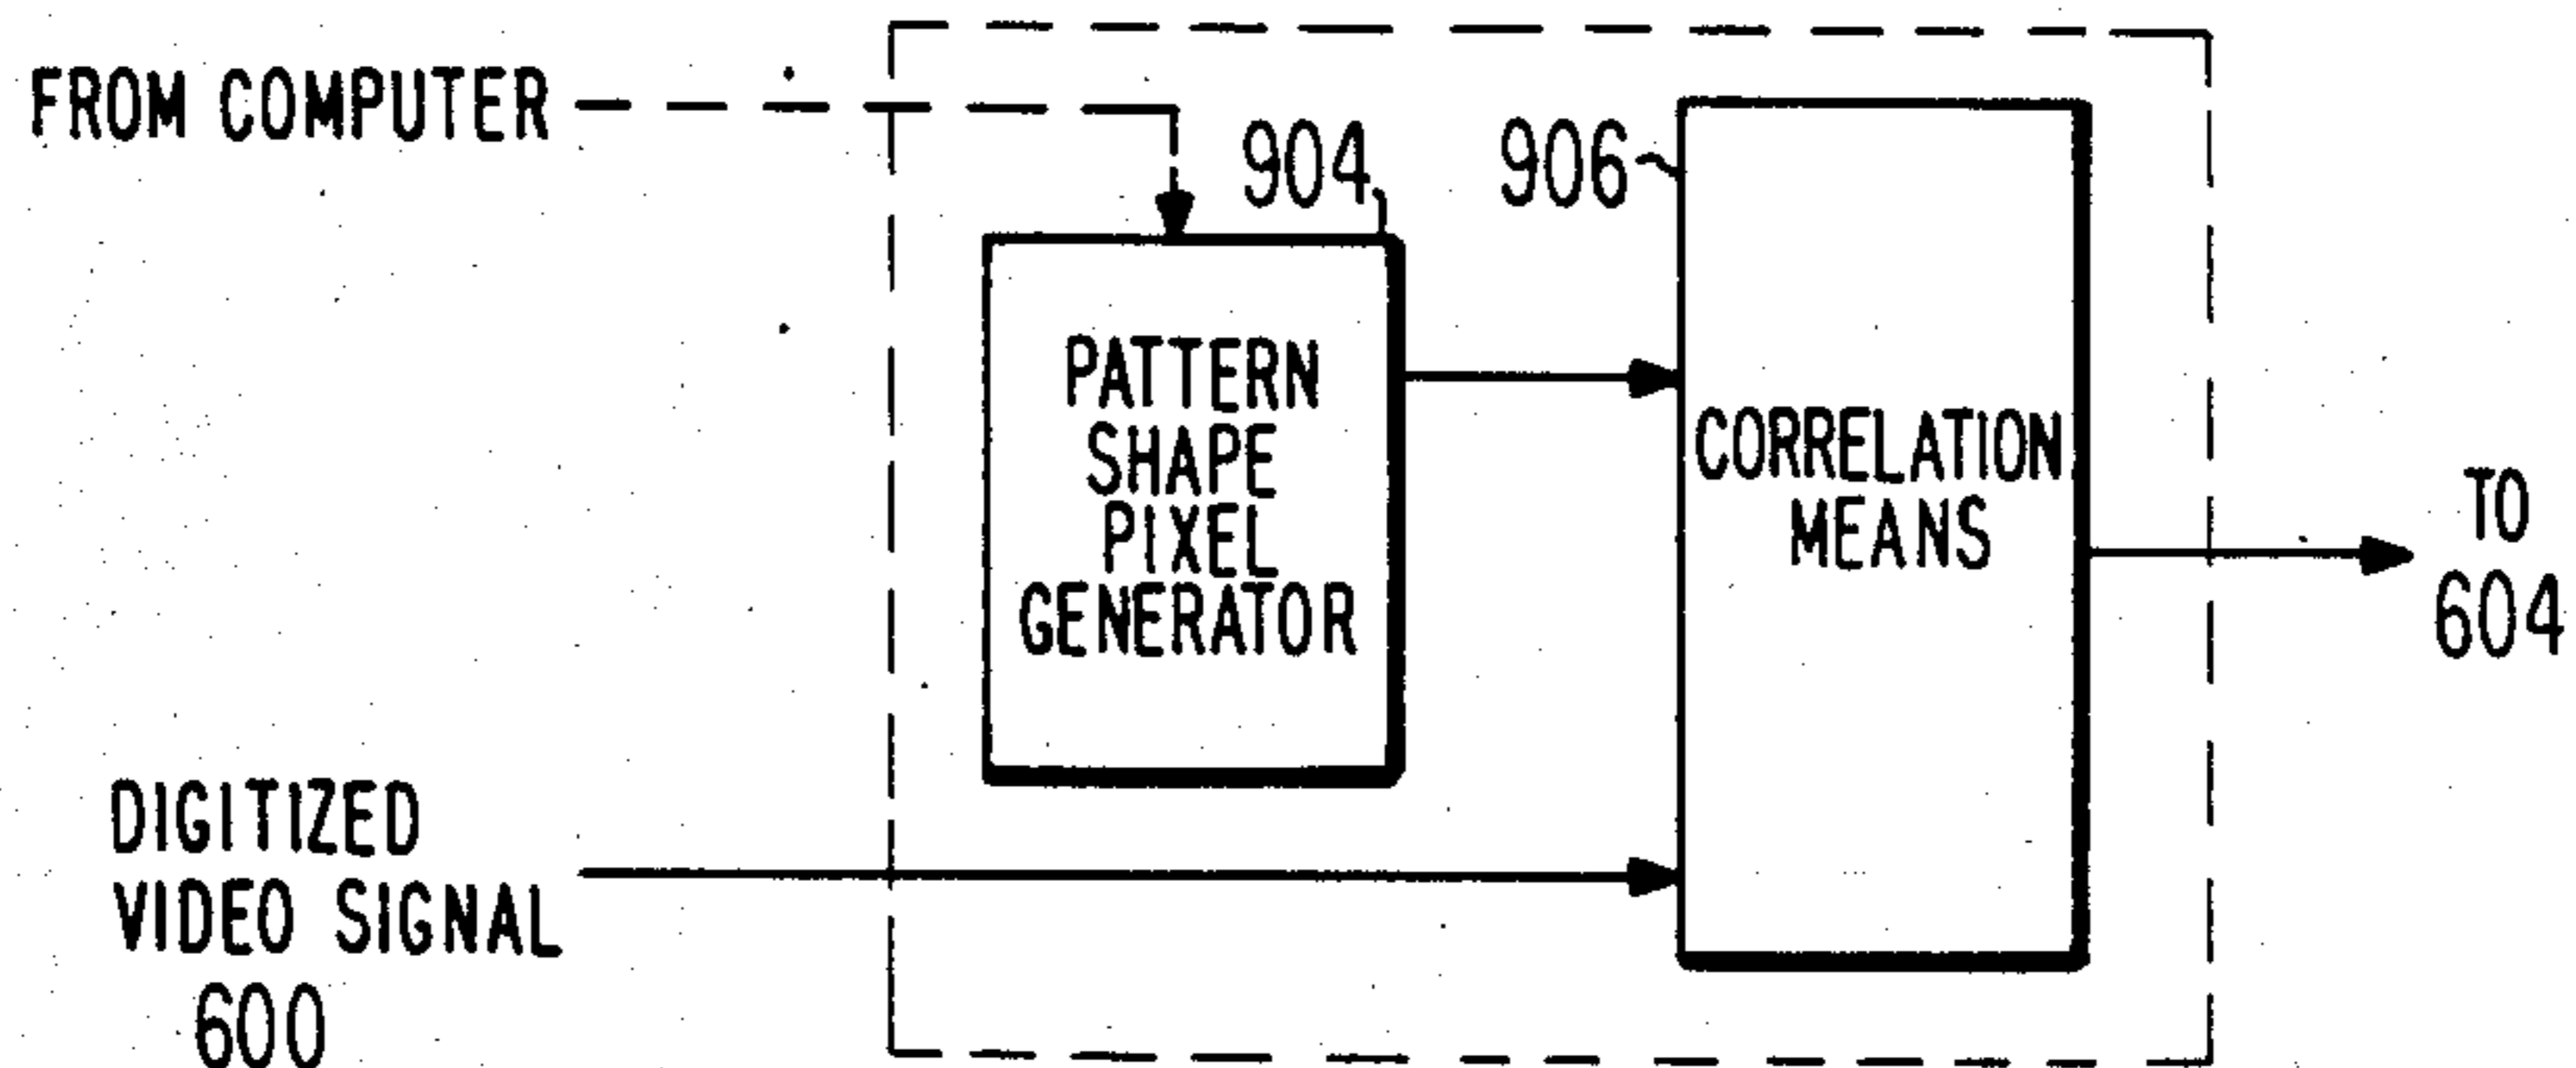 FROM COMPUTER
904
906
PATTERN
SHAPE
PIXEL
GENERATOR
CORRELATION
MEANS
TO
604
DIGITIZED
VIDEO SIGNAL
600